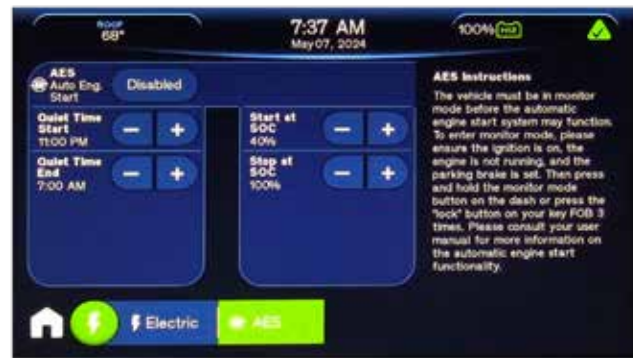 ROOF
68°
7:37 AM
May 07, 2024
100%
AES
Auto Eng.
Start
Disabled
Quiet Time
Start
11:00 PM
− +
Start at
SOC
40%
− +
Quiet Time
End
7:00 AM
− +
Stop at
SOC
100%
− +
AES Instructions
The vehicle must be in monitor
mode before the automatic
engine start system may function.
To enter monitor mode, please
ensure the ignition is on, the
engine is not running, and the
parking brake is set. Then press
and hold the monitor mode
button on the dash or press the
"lock" button on your key FOB 3
times. Please consult your user
manual for more information on
the automatic engine start
functionality.
Electric
AES